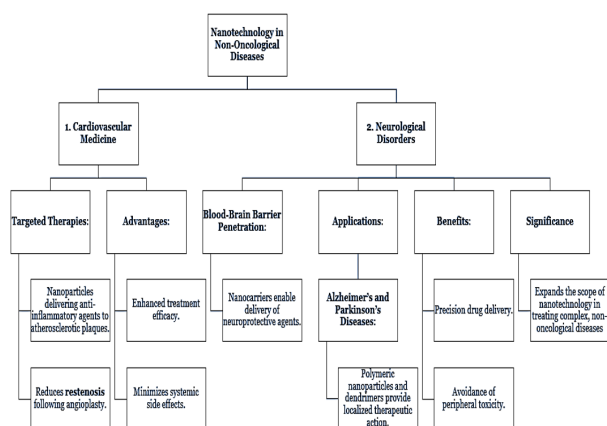 Nanotechnology in
Non-Oncological
Diseases
1. Cardiovascular
Medicine
2. Neurological
Disorders
Targeted Therapies:
Advantages:
Blood-Brain Barrier
Penetration:
Applications:
Benefits:
Significance
Nanoparticles
delivering anti-
inflammatory agents to
atherosclerotic plaques.
Enhanced treatment
efficacy.
Nanocarriers enable
delivery of
neuroprotective agents.
Alzheimer's and
Parkinson's
Diseases:
Precision drug delivery.
Expands the scope of
nanotechnology in
treating complex, non-
oncological diseases
Reduces restenosis
following angioplasty.
Minimizes systemic
side effects.
Polymeric
nanoparticles and
dendrimers provide
localized therapeutic
action.
Avoidance of
peripheral toxicity.